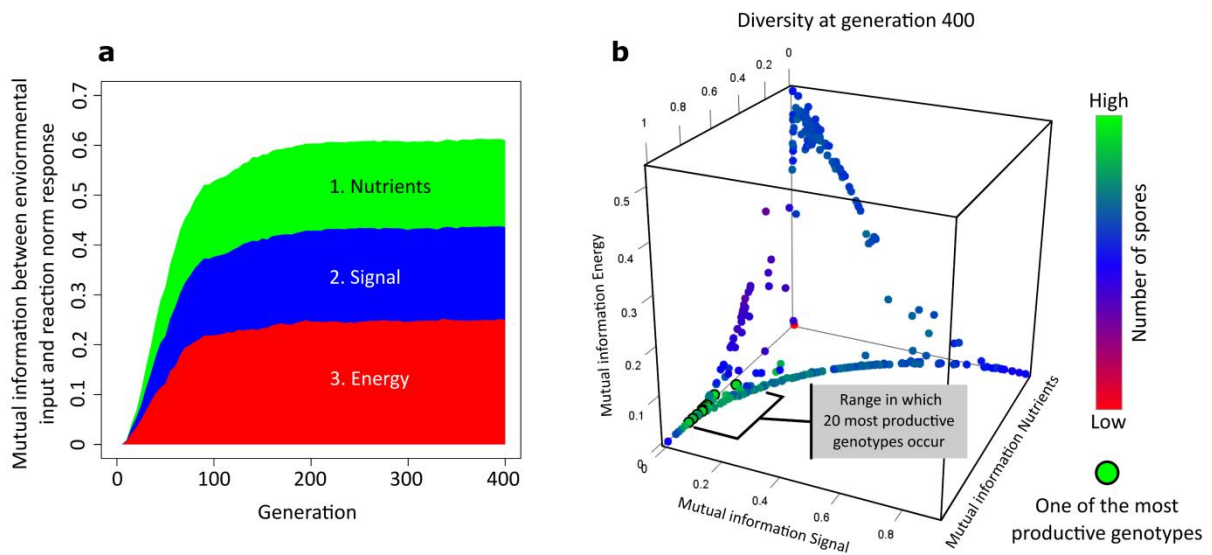 a
Mutual information between enviormental
input and reaction norm response
0.7
0.6
0.5
0.4
0.3
0.2
0.1
0
1. Nutrients
2. Signal
3. Energy
0
100
200
300
400
Generation
b
Diversity at generation 400
0
0.2
0.4
0.6
0.8
1
Mutual information Energy
0.5
0.4
0.3
0.2
0.1
0
0
0.2
0.4
0.6
0.8
Mutual information Signal
Mutual information Nutrients
Range in which
20 most productive
genotypes occur
High
Number of spores
Low
One of the most
productive genotypes